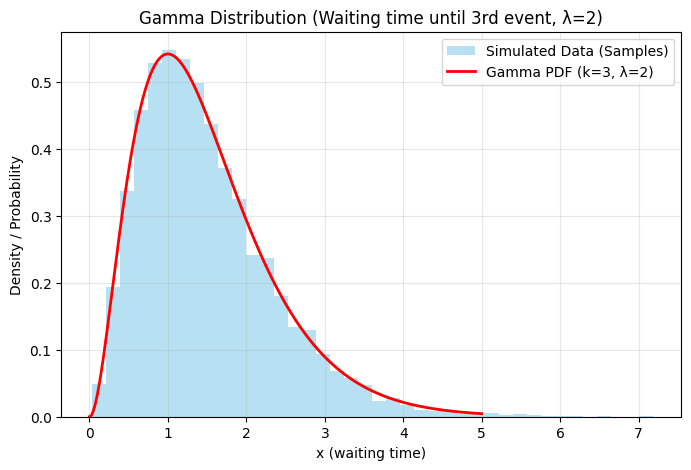 Gamma Distribution (Waiting time until 3rd event, λ=2)
Simulated Data (Samples)
Gamma PDF (k=3, λ=2)
Density / Probability
0.5
0.4
0.3
0.2
0.1
0.0
0 1 2 3 4 5 6 7
x (waiting time)